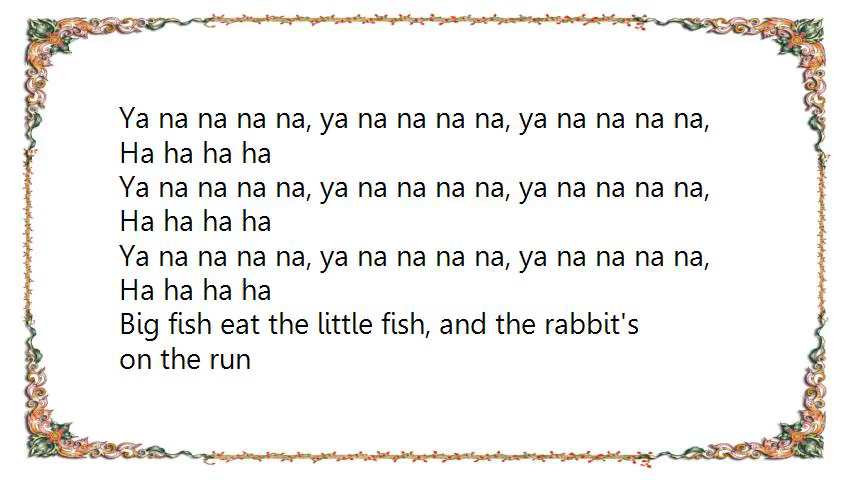 Ya na na na na, ya na na na na, ya na na na na,
Ha ha ha ha
Ya na na na na, ya na na na na, ya na na na na,
Ha ha ha ha
Ya na na na na, ya na na na na, ya na na na na,
Ha ha ha ha
Big fish eat the little fish, and the rabbit's
on the run